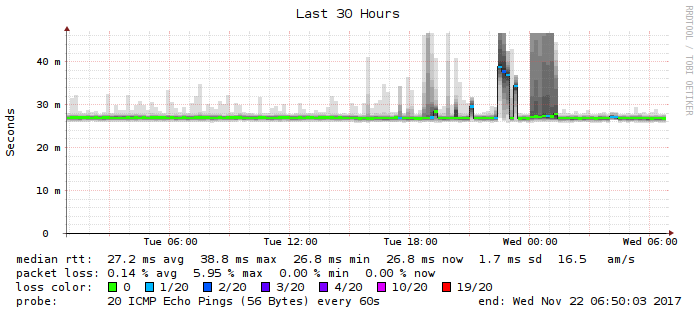 Last 30 Hours
RRDTOOL / TOBI OETIKER
Seconds
40 m
30 m
20 m
10 m
0
Tue 06:00 Tue 12:00 Tue 18:00 Wed 00:00 Wed 06:00
median rtt: 27.2 ms avg 38.8 ms max 26.8 ms min 26.8 ms now 1.7 ms sd 16.5 am/s
packet loss: 0.14 % avg 5.95 % max 0.00 % min 0.00 % now
loss color: 0 1/20 2/20 3/20 4/20 10/20 19/20
probe: 20 ICMP Echo Pings (56 Bytes) every 60s end: Wed Nov 22 06:50:03 2017